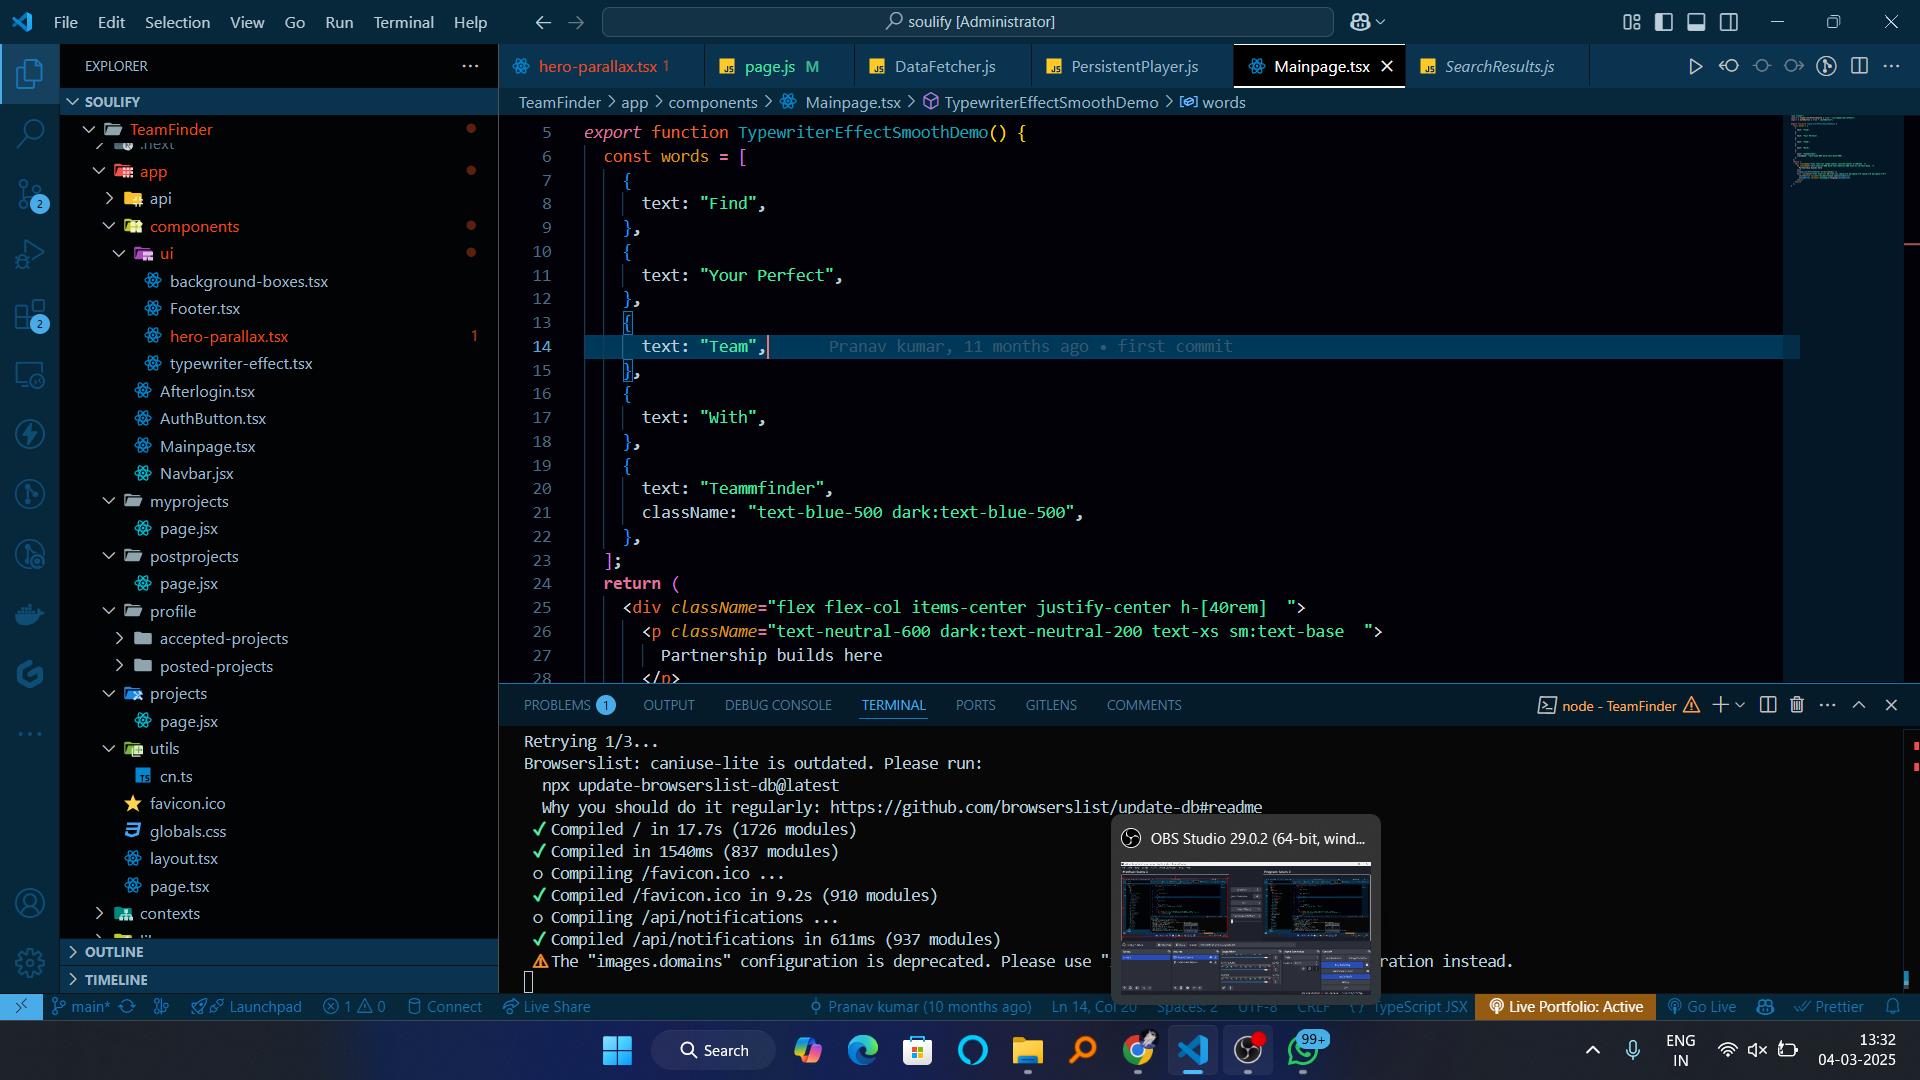 File Edit Selection View Go Run Terminal Help
soulify [Administrator]
EXPLORER
SOULIFY
TeamFinder
.next
app
api
components
ui
background-boxes.tsx
Footer.tsx
hero-parallax.tsx 1
typewriter-effect.tsx
Afterlogin.tsx
AuthButton.tsx
Mainpage.tsx
Navbar.jsx
myprojects
page.jsx
postprojects
page.jsx
profile
accepted-projects
posted-projects
projects
page.jsx
utils
cn.ts
favicon.ico
globals.css
layout.tsx
page.tsx
contexts
OUTLINE
TIMELINE
2
2
hero-parallax.tsx 1
page.js M
DataFetcher.js
PersistentPlayer.js
Mainpage.tsx
SearchResults.js
TeamFinder > app > components > Mainpage.tsx > TypewriterEffectSmoothDemo > words
5 export function TypewriterEffectSmoothDemo() {
6 const words = [
7 {
8 text: "Find",
9 },
10 {
11 text: "Your Perfect",
12 },
13 {
14 text: "Team", Pranav kumar, 11 months ago • first commit
15 },
16 {
17 text: "With",
18 },
19 {
20 text: "Teammfinder",
21 className: "text-blue-500 dark:text-blue-500",
22 },
23 ];
24 return (
25 <div className="flex flex-col items-center justify-center h-[40rem]  ">
26 <p className="text-neutral-600 dark:text-neutral-200 text-xs sm:text-base  ">
27 Partnership builds here
28 </p>
PROBLEMS 1 OUTPUT DEBUG CONSOLE TERMINAL PORTS GITLENS COMMENTS
node - TeamFinder
Retrying 1/3...
Browserslist: caniuse-lite is outdated. Please run:
npx update-browserslist-db@latest
Why you should do it regularly: https://github.com/browserslist/update-db#readme
✓ Compiled / in 17.7s (1726 modules)
✓ Compiled in 1540ms (837 modules)
○ Compiling /favicon.ico ...
✓ Compiled /favicon.ico in 9.2s (910 modules)
○ Compiling /api/notifications ...
✓ Compiled /api/notifications in 611ms (937 modules)
⚠ The "images.domains" configuration is deprecated. Please use ration instead.
OBS Studio 29.0.2 (64-bit, wind...
main* Launchpad 1 0 Connect Live Share Pranav kumar (10 months ago) Ln 14, Col 20 Spaces: 2 UTF-8 CRLF TypeScript JSX Live Portfolio: Active Go Live Prettier
Search
99+
ENG
IN
13:32
04-03-2025